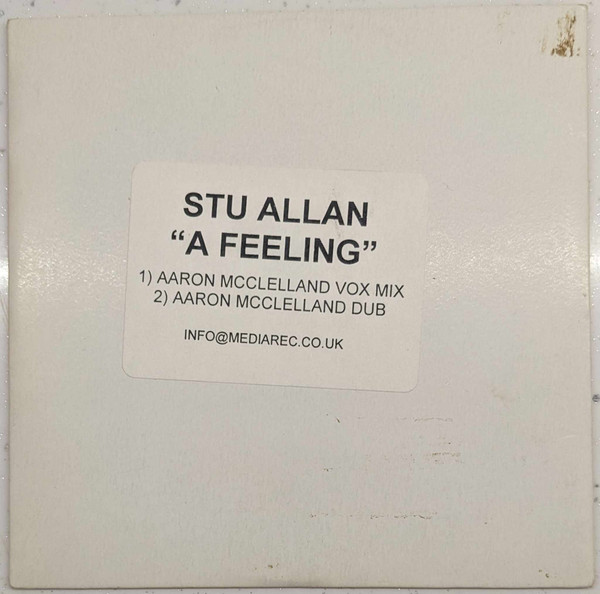 STU ALLAN
“A FEELING”
1) AARON MCCLELLAND VOX MIX
2) AARON MCCLELLAND DUB
INFO@MEDIAREC.CO.UK